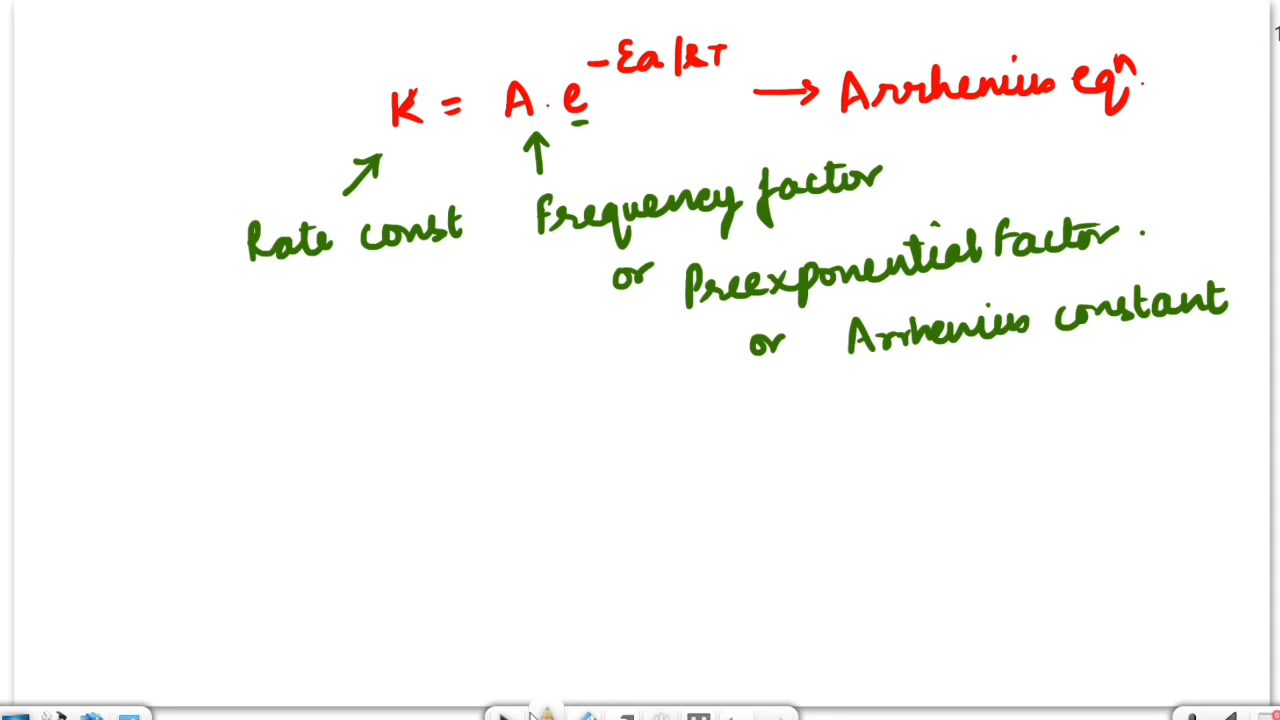 K = A . e^-Ea/RT → Arrhenius eqⁿ.
Rate const Frequency factor
or Preexponential Factor.
or Arrhenius constant